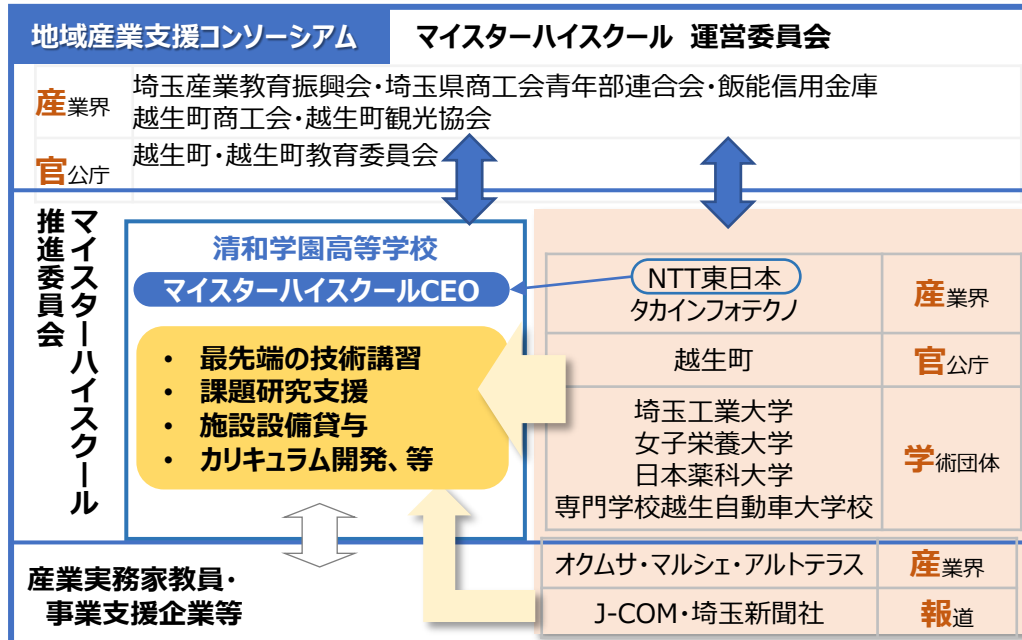 地域産業支援コンソーシアム
マイスターハイスクール 運営委員会
産業界
埼玉産業教育振興会・埼玉県商工会青年部連合会・飯能信用金庫
越生町商工会・越生町観光協会
官公庁
越生町・越生町教育委員会
マイスターハイスクール
推進委員会
清和学園高等学校
マイスターハイスクールCEO
• 最先端の技術講習
• 課題研究支援
• 施設設備貸与
• カリキュラム開発、等
NTT東日本
タカインフォテクノ
産業界
越生町
官公庁
埼玉工業大学
女子栄養大学
日本薬科大学
専門学校越生自動車大学校
学術団体
産業実務家教員・
事業支援企業等
オクムサ・マルシェ・アルトテラス
産業界
J-COM・埼玉新聞社
報道